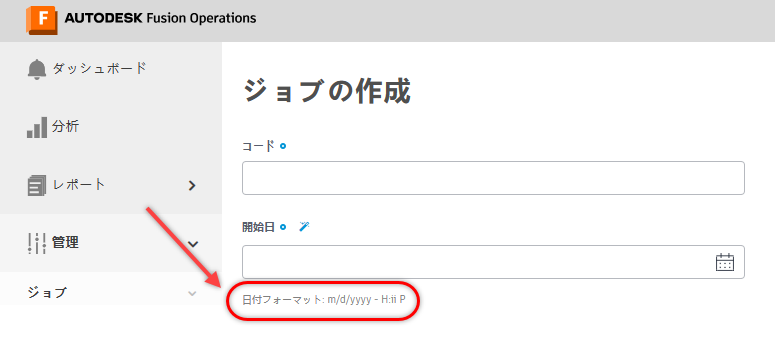 F AUTODESK Fusion Operations
ダッシュボード
分析
レポート
管理
ジョブ
ジョブの作成
コード
開始日
日付フォーマット: m/d/yyyy - H:ii P